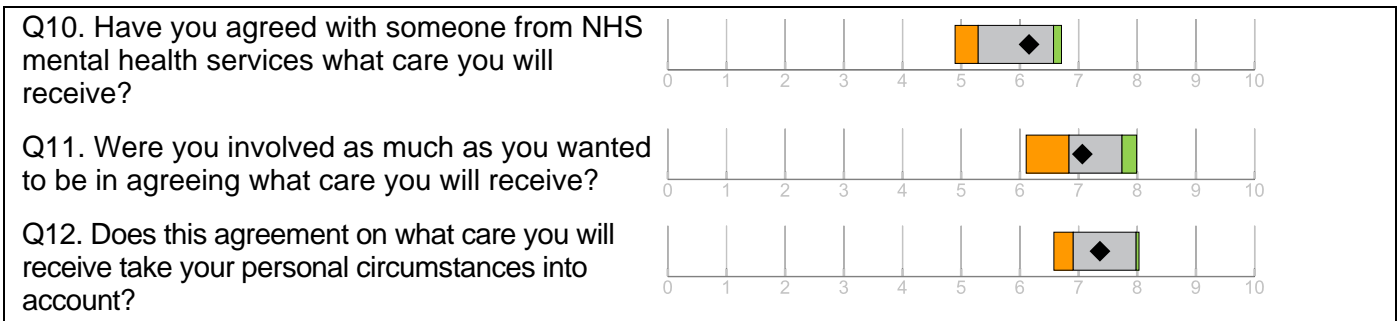 Q10. Have you agreed with someone from NHS
mental health services what care you will
receive?
0 1 2 3 4 5 6 7 8 9 10
Q11. Were you involved as much as you wanted
to be in agreeing what care you will receive?
0 1 2 3 4 5 6 7 8 9 10
Q12. Does this agreement on what care you will
receive take your personal circumstances into
account?
0 1 2 3 4 5 6 7 8 9 10